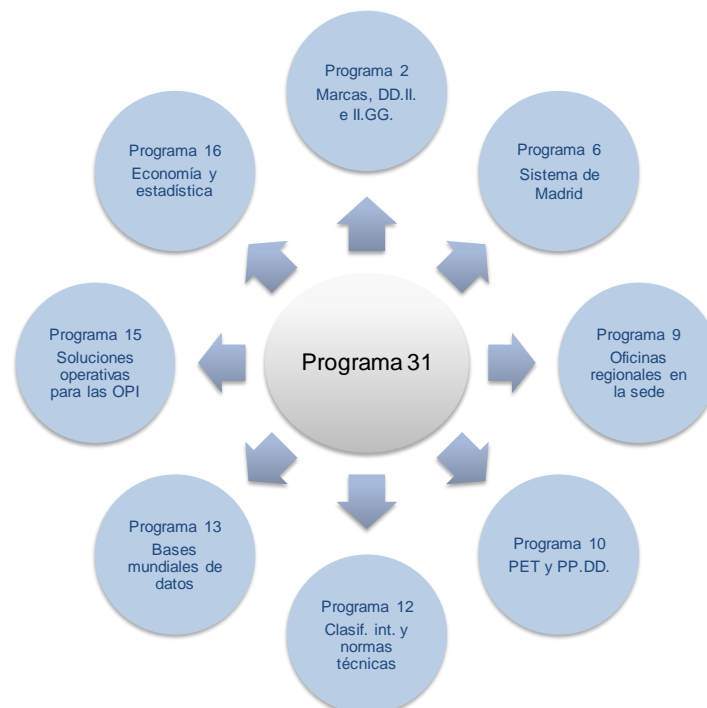 Programa 2
Marcas, DD.II.
e II.GG.
Programa 6
Sistema de
Madrid
Programa 9
Oficinas
regionales en
la sede
Programa 10
PET y PP.DD.
Programa 12
Clasif. int. y
normas
técnicas
Programa 13
Bases
mundiales de
datos
Programa 15
Soluciones
operativas
para las OPI
Programa 16
Economía y
estadística
Programa 31